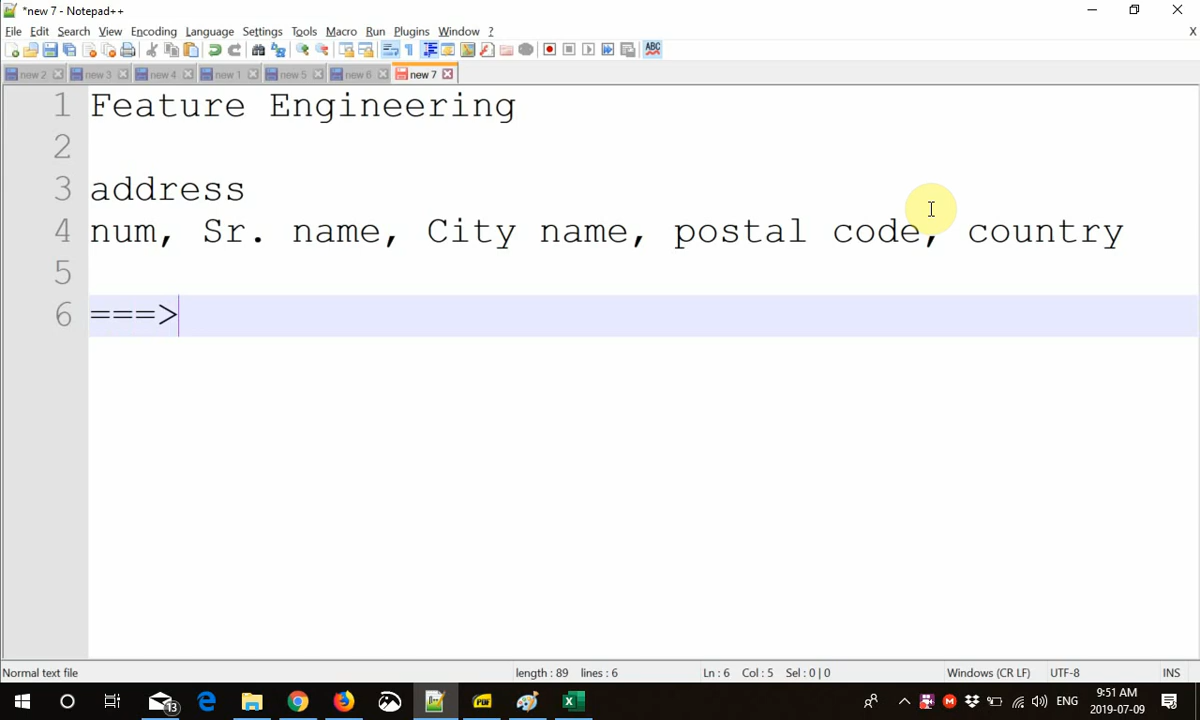 *new 7 - Notepad++
File Edit Search View Encoding Language Settings Tools Macro Run Plugins Window ? X
ABC
new 2 new 3 new 4 new 1 new 5 new 6 new 7
1 Feature Engineering
2
3 address
4 num, Sr. name, City name, postal code, country
5
6 ===>
Normal text file length : 89 lines : 6 Ln : 6 Col : 5 Sel : 0 | 0 Windows (CR LF) UTF-8 INS
13 PDF ENG 9:51 AM
2019-07-09